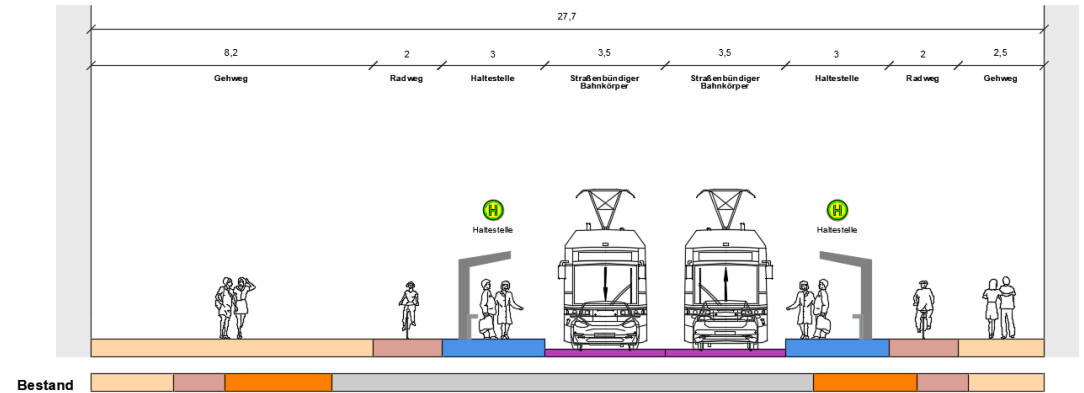 27,7
8,2
2
3
3,5
3,5
3
2
2,5
Gehweg
Radweg
Haltestelle
Straßenbündiger
Bahnkörper
Straßenbündiger
Bahnkörper
Haltestelle
Radweg
Gehweg
H
Haltestelle
H
Haltestelle
Bestand